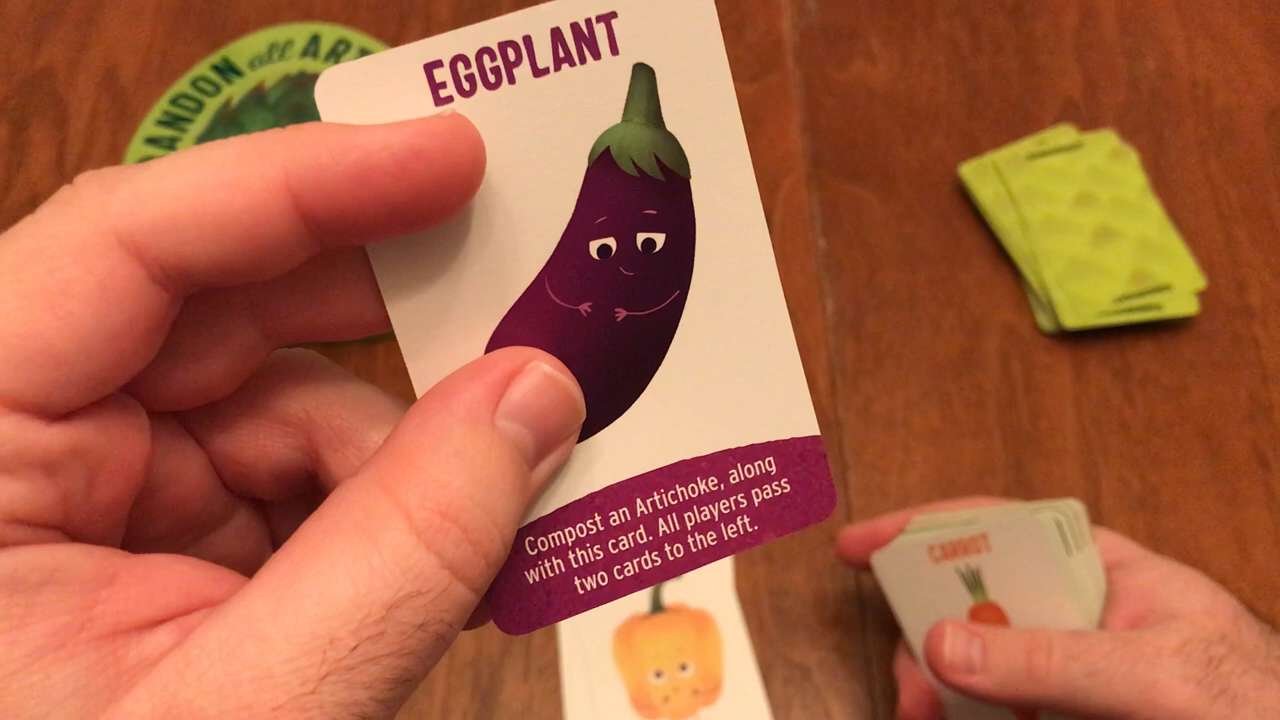 ANDON all ART
EGGPLANT
Compost an Artichoke, along
with this card. All players pass
two cards to the left.
CARROT